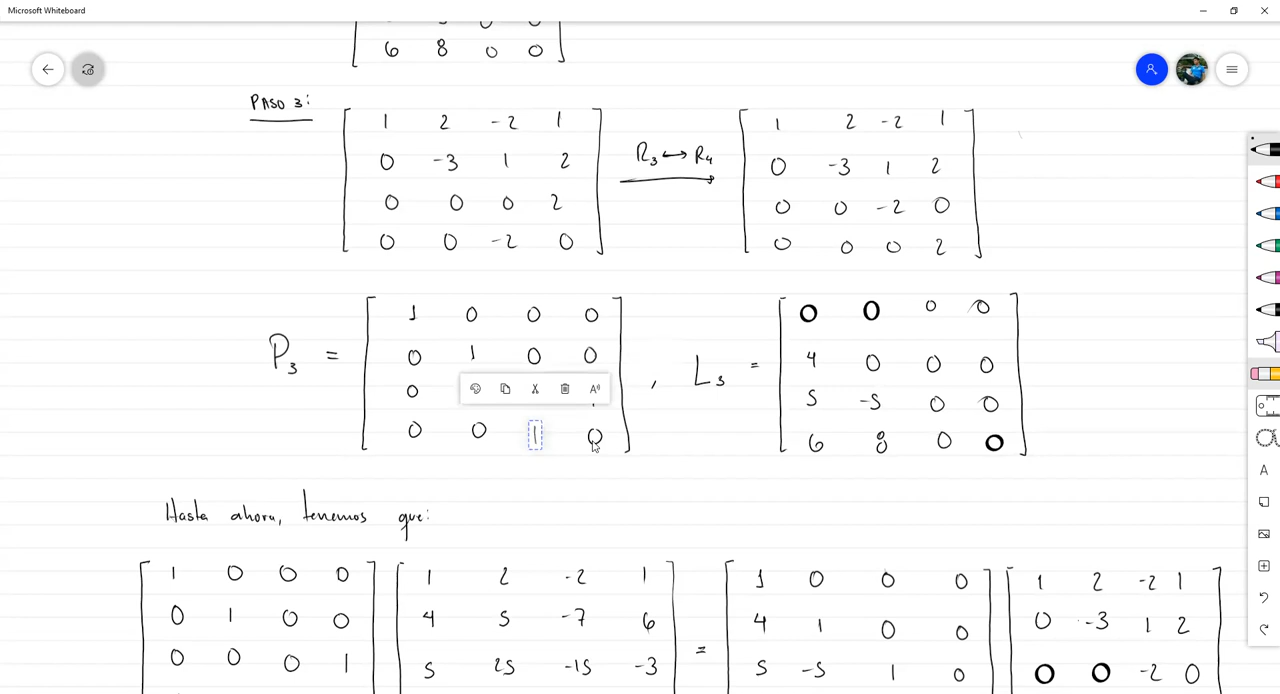 Microsoft Whiteboard
6 8 0 0
PASO 3:
1 2 -2 1
0 -3 1 2
0 0 0 2
0 0 -2 0
R3 ↔ R4
1 2 -2 1
0 -3 1 2
0 0 -2 0
0 0 0 2
P3 =
1 0 0 0
0 1 0 0
0
0 0 1 0
, L3 =
0 0 0 0
4 0 0 0
5 -5 0 0
6 8 0 0
Hasta ahora, tenemos que:
1 0 0 0
0 1 0 0
0 0 0 1
1 2 -2 1
4 5 -7 6
5 25 -15 -3
=
1 0 0 0
4 1 0 0
5 -5 1 0
1 2 -2 1
0 -3 1 2
0 0 -2 0